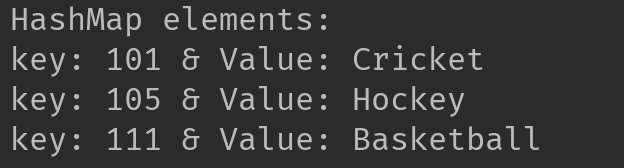 HashMap elements:
key: 101 & Value: Cricket
key: 105 & Value: Hockey
key: 111 & Value: Basketball